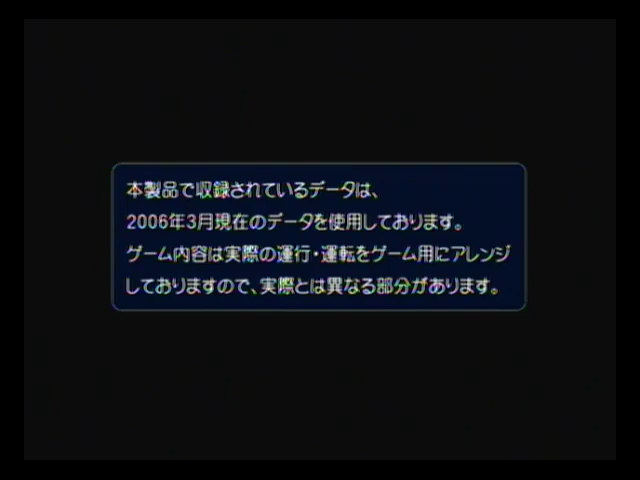 本製品で収録されているデータは、
2006年3月現在のデータを使用しております。
ゲーム内容は実際の運行・運転をゲーム用にアレンジ
しておりますので、実際とは異なる部分があります。